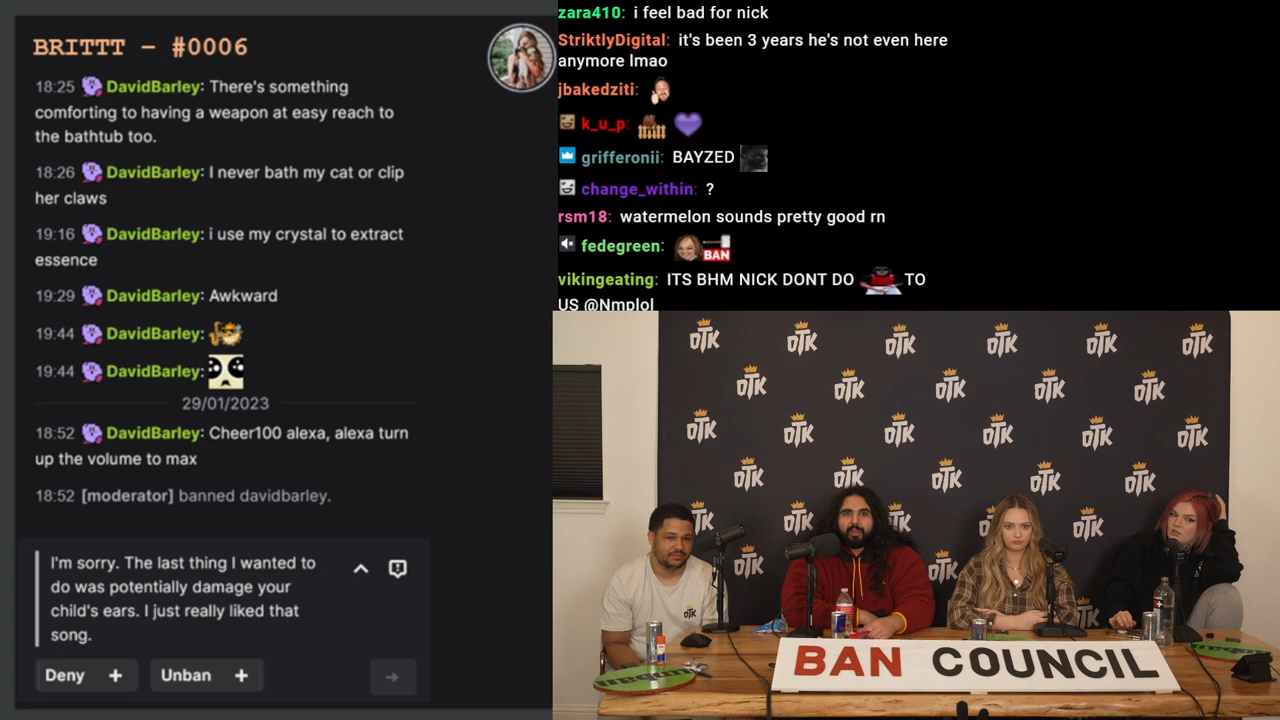 BRITTT - #0006
18:25 DavidBarley: There's something
comforting to having a weapon at easy reach to
the bathtub too.
18:26 DavidBarley: I never bath my cat or clip
her claws
19:16 DavidBarley: i use my crystal to extract
essence
19:29 DavidBarley: Awkward
19:44 DavidBarley:
19:44 DavidBarley:
29/01/2023
18:52 DavidBarley: Cheer100 alexa, alexa turn
up the volume to max
18:52 [moderator] banned davidbarley.
I'm sorry. The last thing I wanted to
do was potentially damage your
child's ears. I just really liked that
song.
Deny +
Unban +
zara410: i feel bad for nick
StriktlyDigital: it's been 3 years he's not even here
anymore lmao
jbakedziti:
k_u_p:
grifferonii: BAYZED
change_within: ?
rsm18: watermelon sounds pretty good rn
fedegreen: BAN
vikingeating: ITS BHM NICK DONT DO TO
US @Nmplol
OTK
BAN COUNCIL